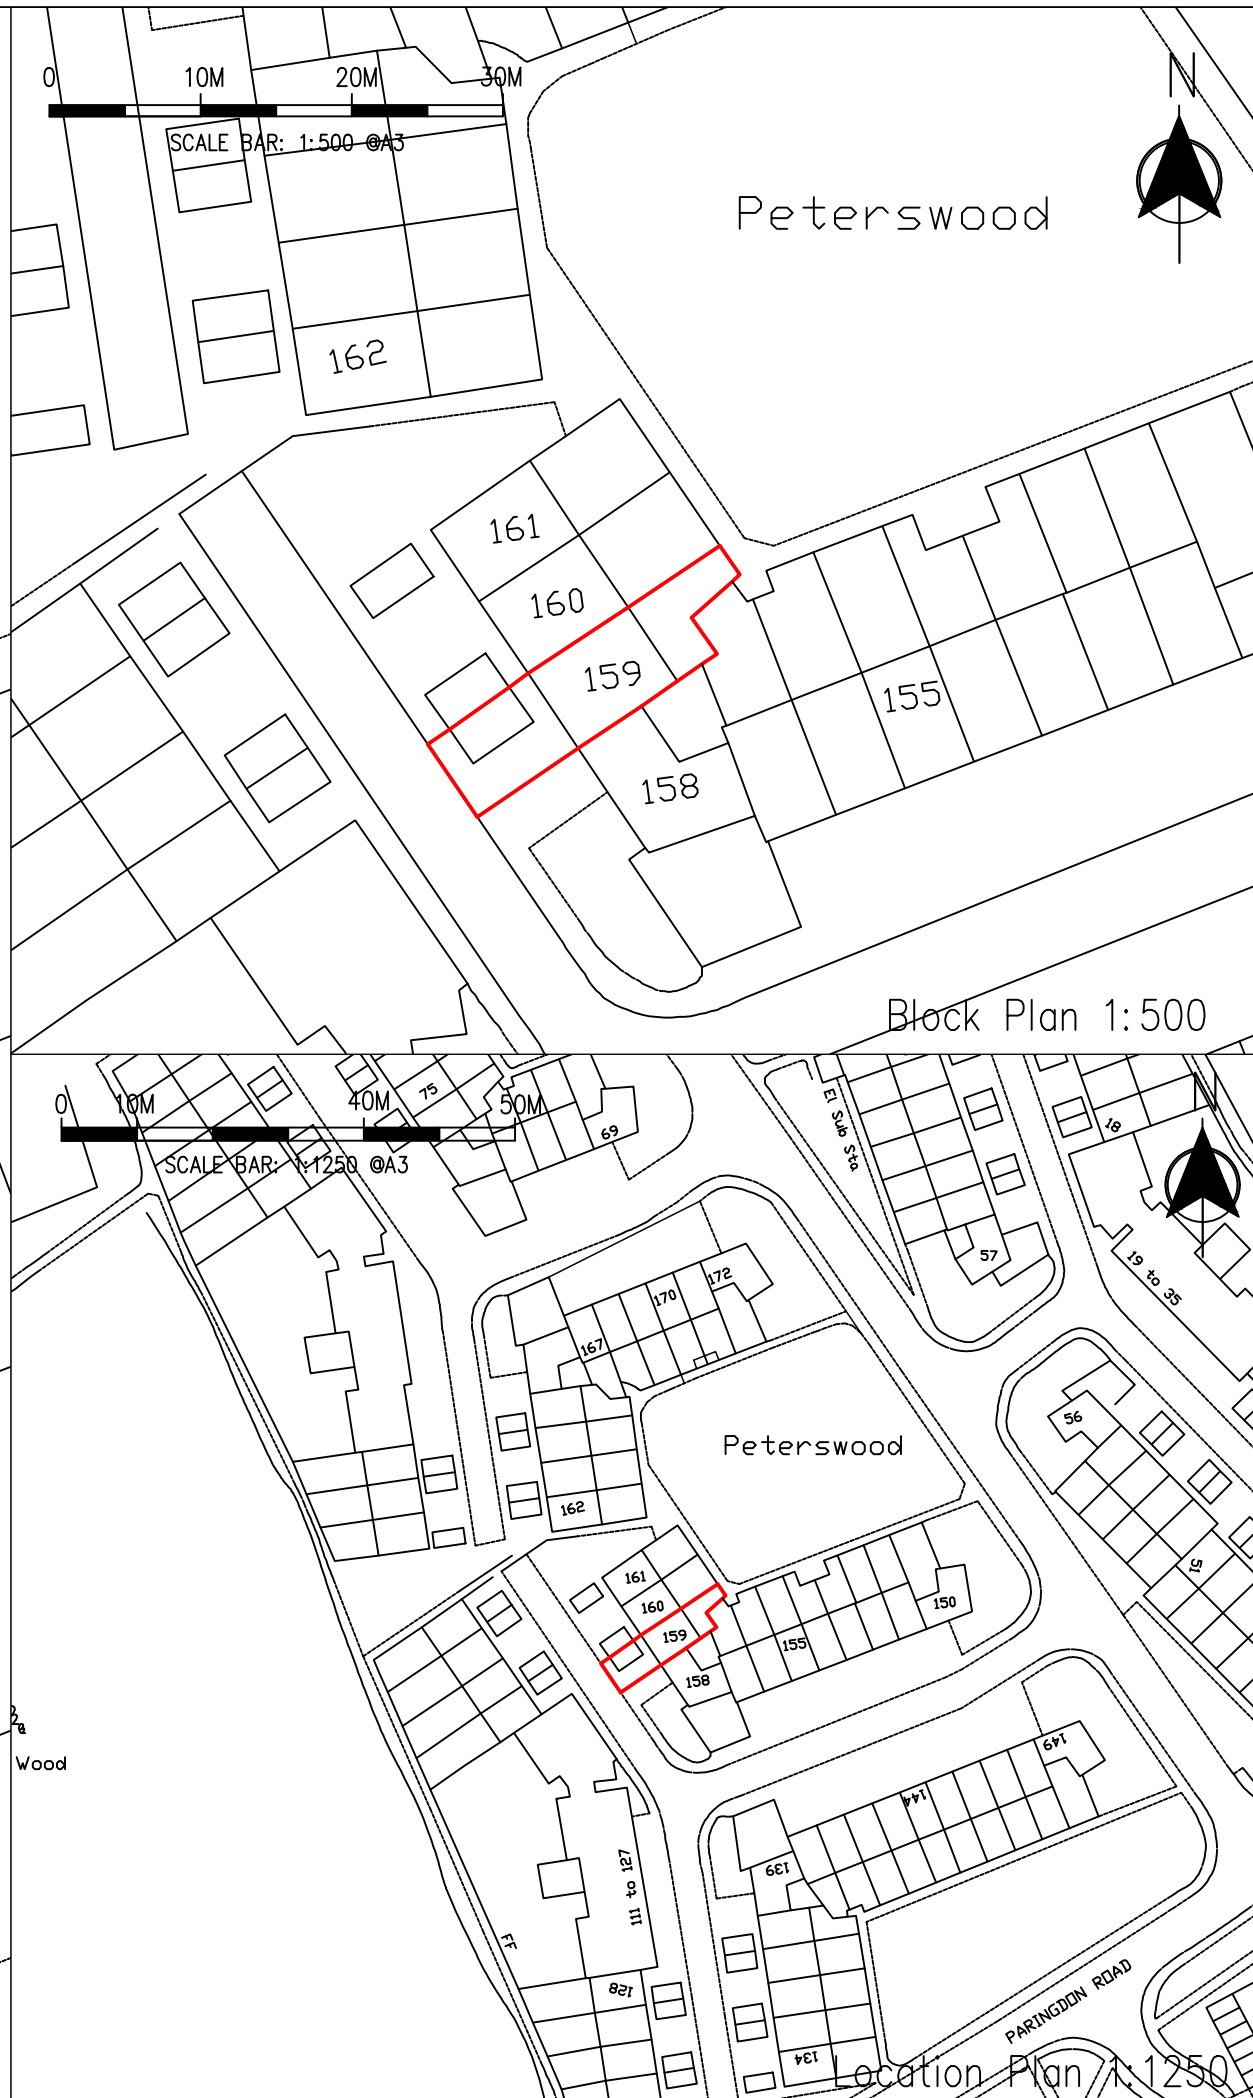 0 10M 20M 30M
SCALE BAR: 1:500 @A3
N
Peterswood
162
161
160
159
155
158
Block Plan 1:500
0 10M 40M 50M
SCALE BAR: 1:1250 @A3
N
75
69
El Sub Sta
18
57
19 to 35
172
170
167
Peterswood
56
162
51
161
160
159
150
155
158
Wood
149
144
139
111 to 127
FF
128
PARINGDON ROAD
134
Location Plan 1:1250